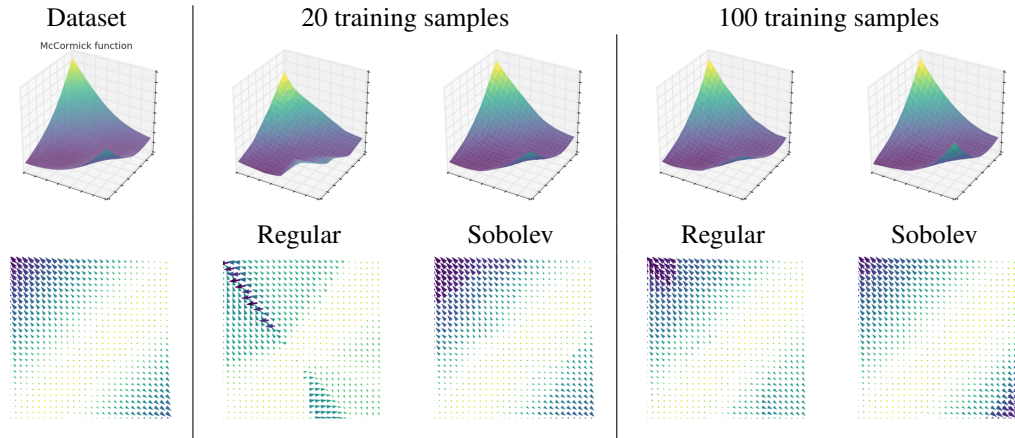 Dataset
20 training samples
100 training samples
McCormick function
Regular
Sobolev
Regular
Sobolev